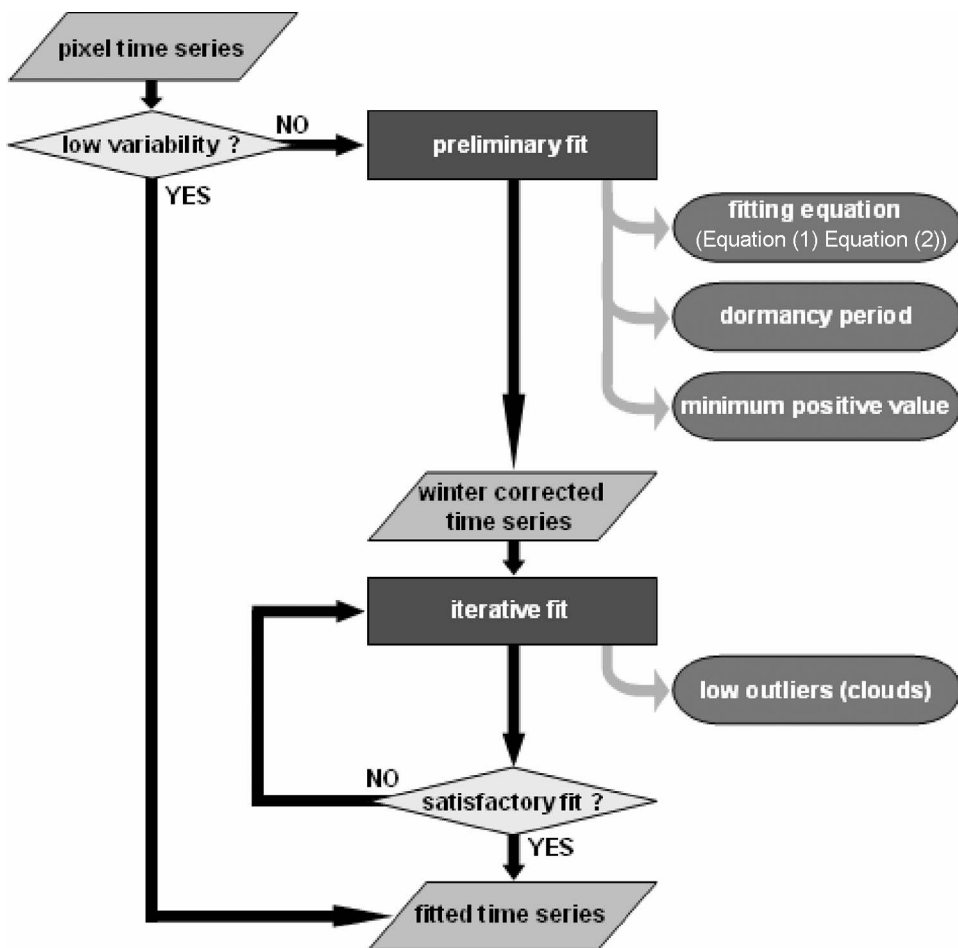 pixel time series
low variability ?
NO
YES
preliminary fit
fitting equation
(Equation (1) Equation (2))
dormancy period
minimum positive value
winter corrected
time series
iterative fit
low outliers (clouds)
NO
satisfactory fit ?
YES
fitted time series